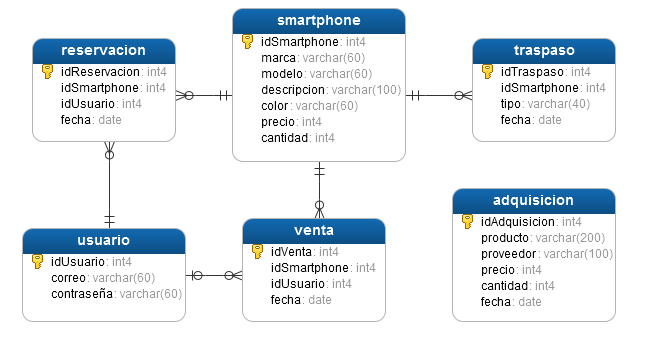 smartphone
idSmartphone: int4
marca: varchar(60)
modelo: varchar(60)
descripcion: varchar(100)
color: varchar(60)
precio: int4
cantidad: int4
reservacion
idReservacion: int4
idSmartphone: int4
idUsuario: int4
fecha: date
traspaso
idTraspaso: int4
idSmartphone: int4
tipo: varchar(40)
fecha: date
usuario
idUsuario: int4
correo: varchar(60)
contraseña: varchar(60)
venta
idVenta: int4
idSmartphone: int4
idUsuario: int4
fecha: date
adquisicion
idAdquisicion: int4
producto: varchar(200)
proveedor: varchar(100)
precio: int4
cantidad: int4
fecha: date